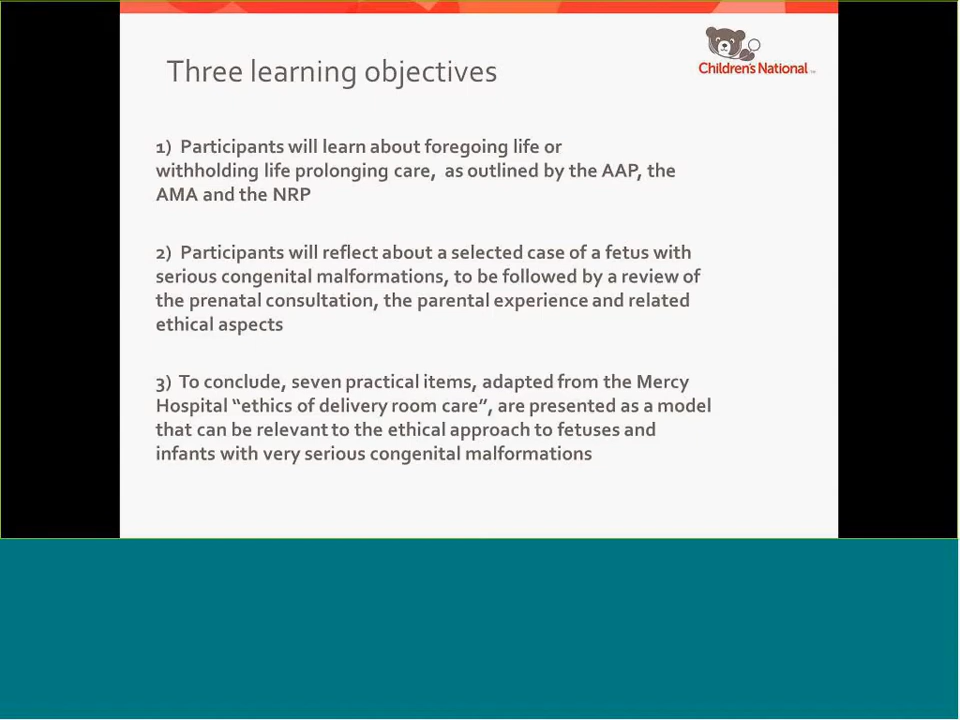 Three learning objectives
Children's National
1) Participants will learn about foregoing life or
withholding life prolonging care, as outlined by the AAP, the
AMA and the NRP
2) Participants will reflect about a selected case of a fetus with
serious congenital malformations, to be followed by a review of
the prenatal consultation, the parental experience and related
ethical aspects
3) To conclude, seven practical items, adapted from the Mercy
Hospital “ethics of delivery room care”, are presented as a model
that can be relevant to the ethical approach to fetuses and
infants with very serious congenital malformations